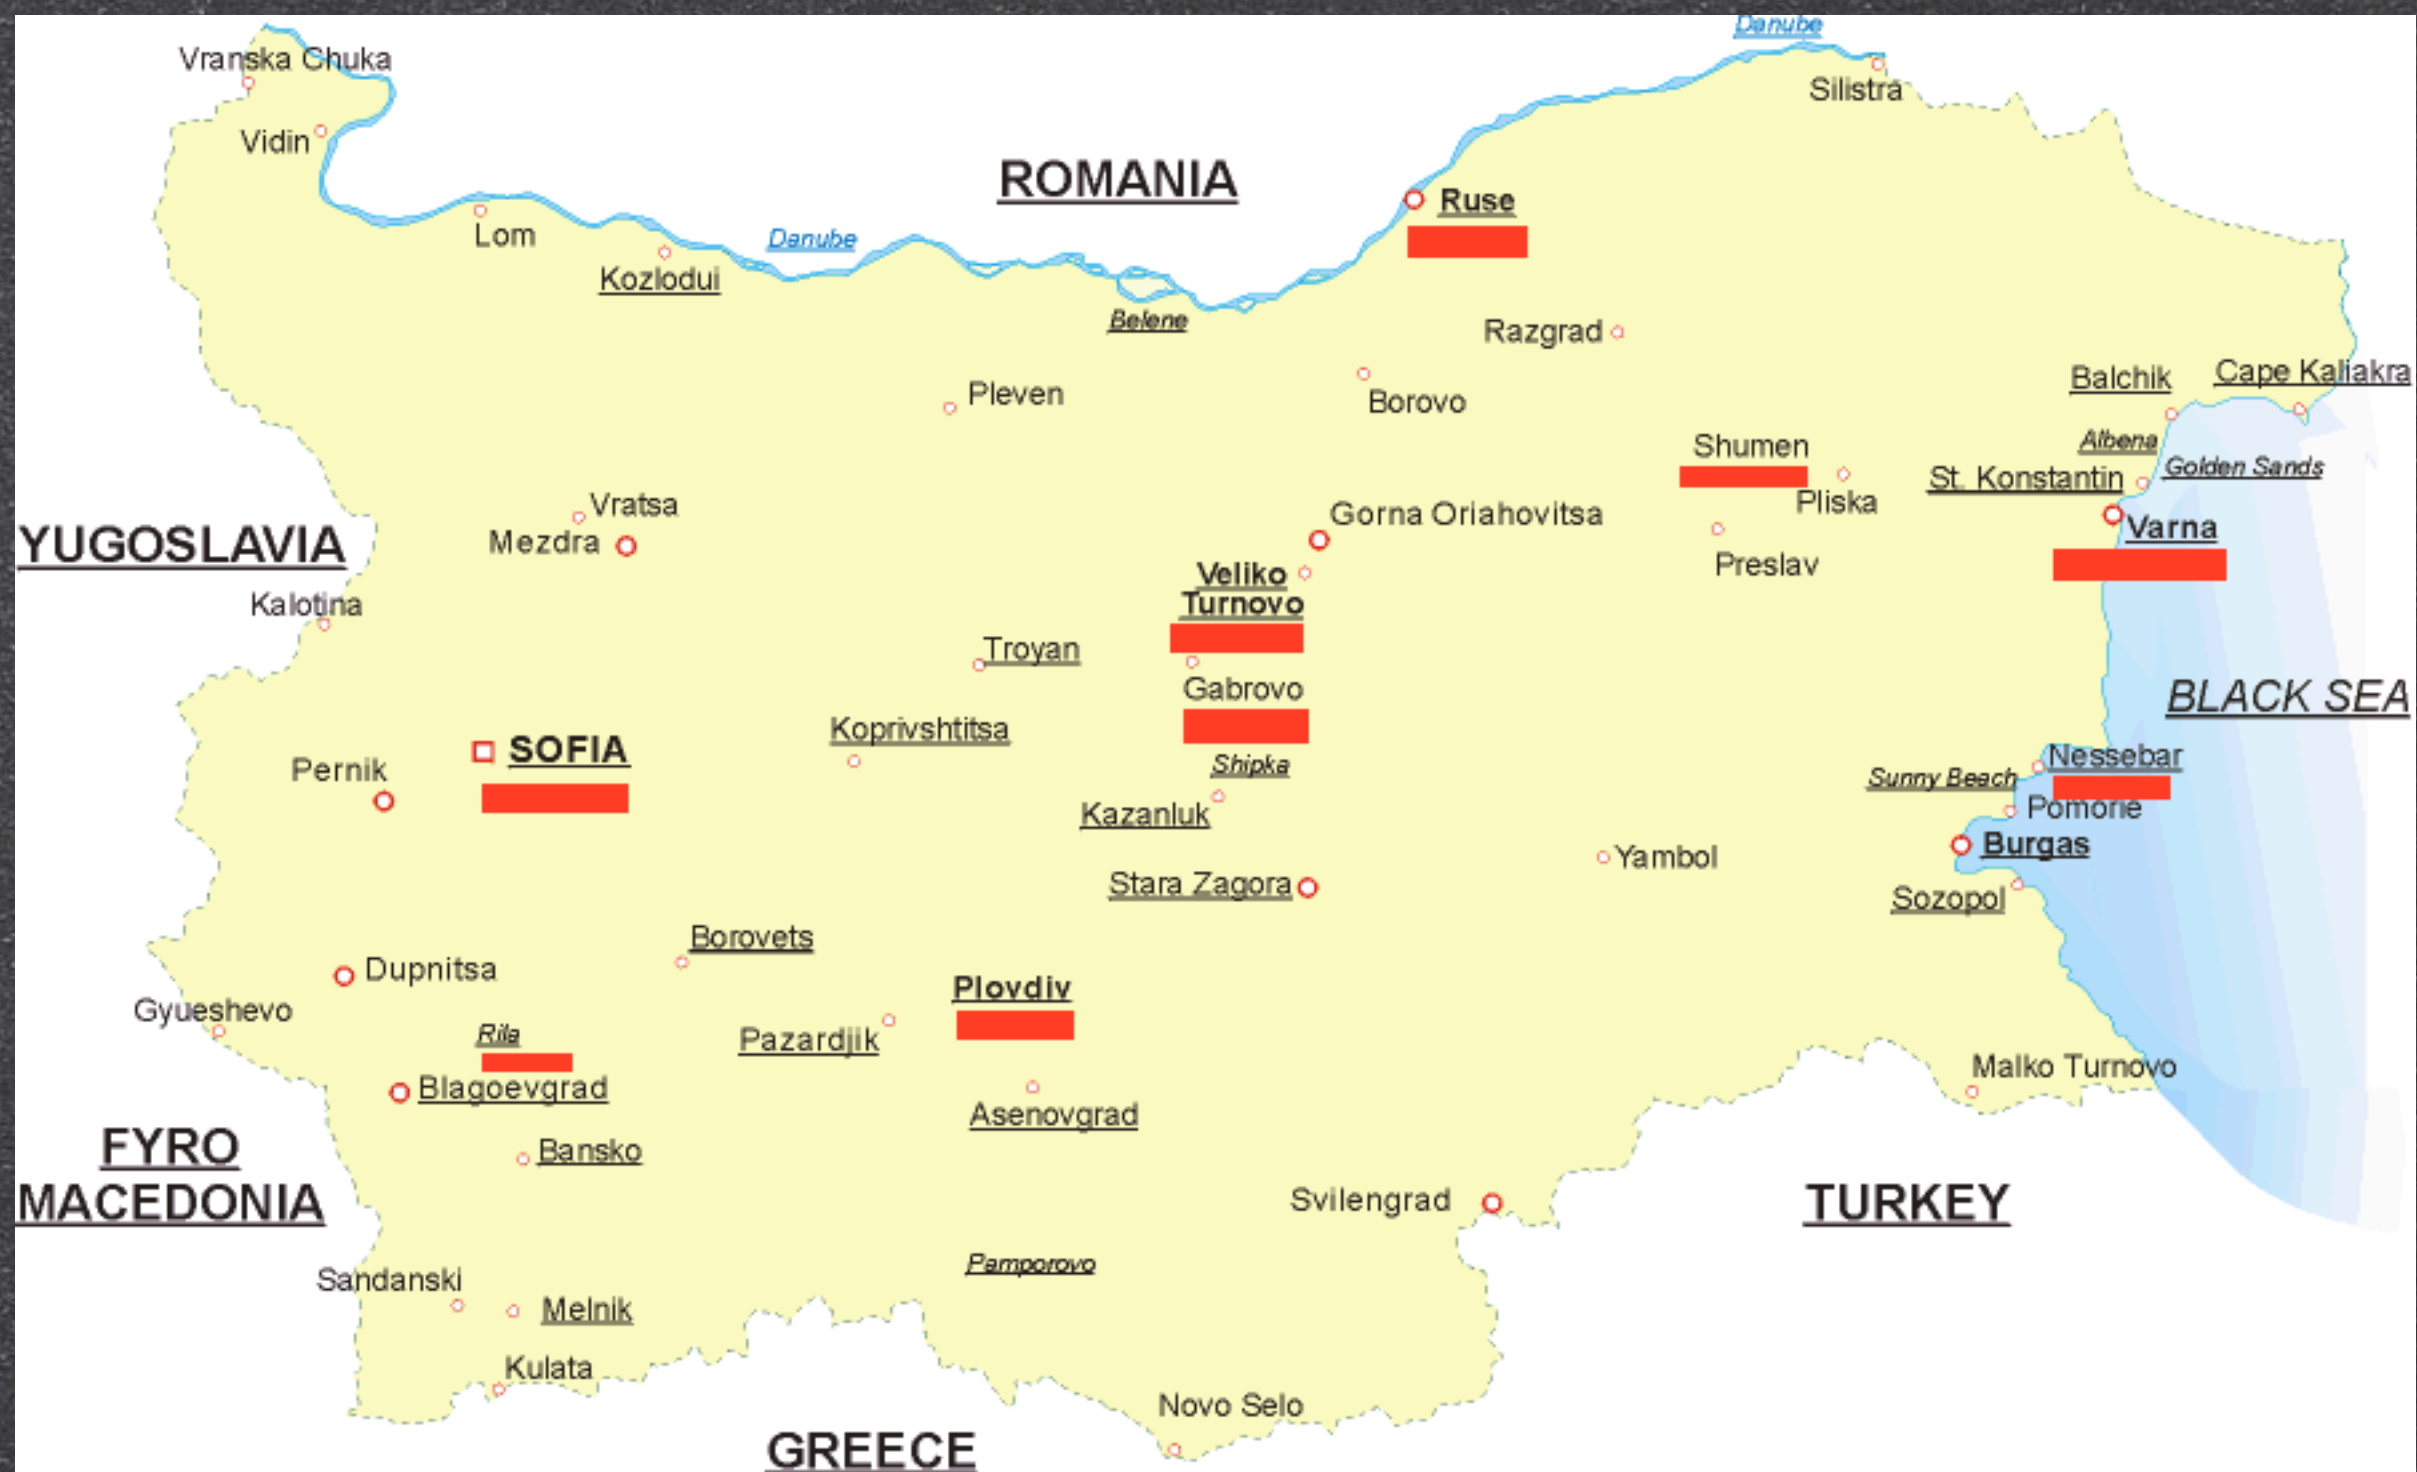 Danube
Vranska Chuka
Silistra
Vidin
ROMANIA
Ruse
Lom
Danube
Kozlodui
Belene
Razgrad
Balchik
Cape Kaliakra
Pleven
Borovo
Albena
Shumen
Golden Sands
St. Konstantin
Vratsa
Pliska
Gorna Oriahovitsa
Varna
YUGOSLAVIA
Mezdra
Preslav
Veliko
Turnovo
Kalotina
Troyan
Gabrovo
BLACK SEA
Koprivshtitsa
SOFIA
Nessebar
Shipka
Pernik
Sunny Beach
Pomorie
Kazanluk
Burgas
Yambol
Stara Zagora
Sozopol
Borovets
Dupnitsa
Plovdiv
Gyueshevo
Rila
Pazardjik
Malko Turnovo
Blagoevgrad
Asenovgrad
FYRO
MACEDONIA
Bansko
Svilengrad
TURKEY
Pamporovo
Sandanski
Melnik
Kulata
Novo Selo
GREECE